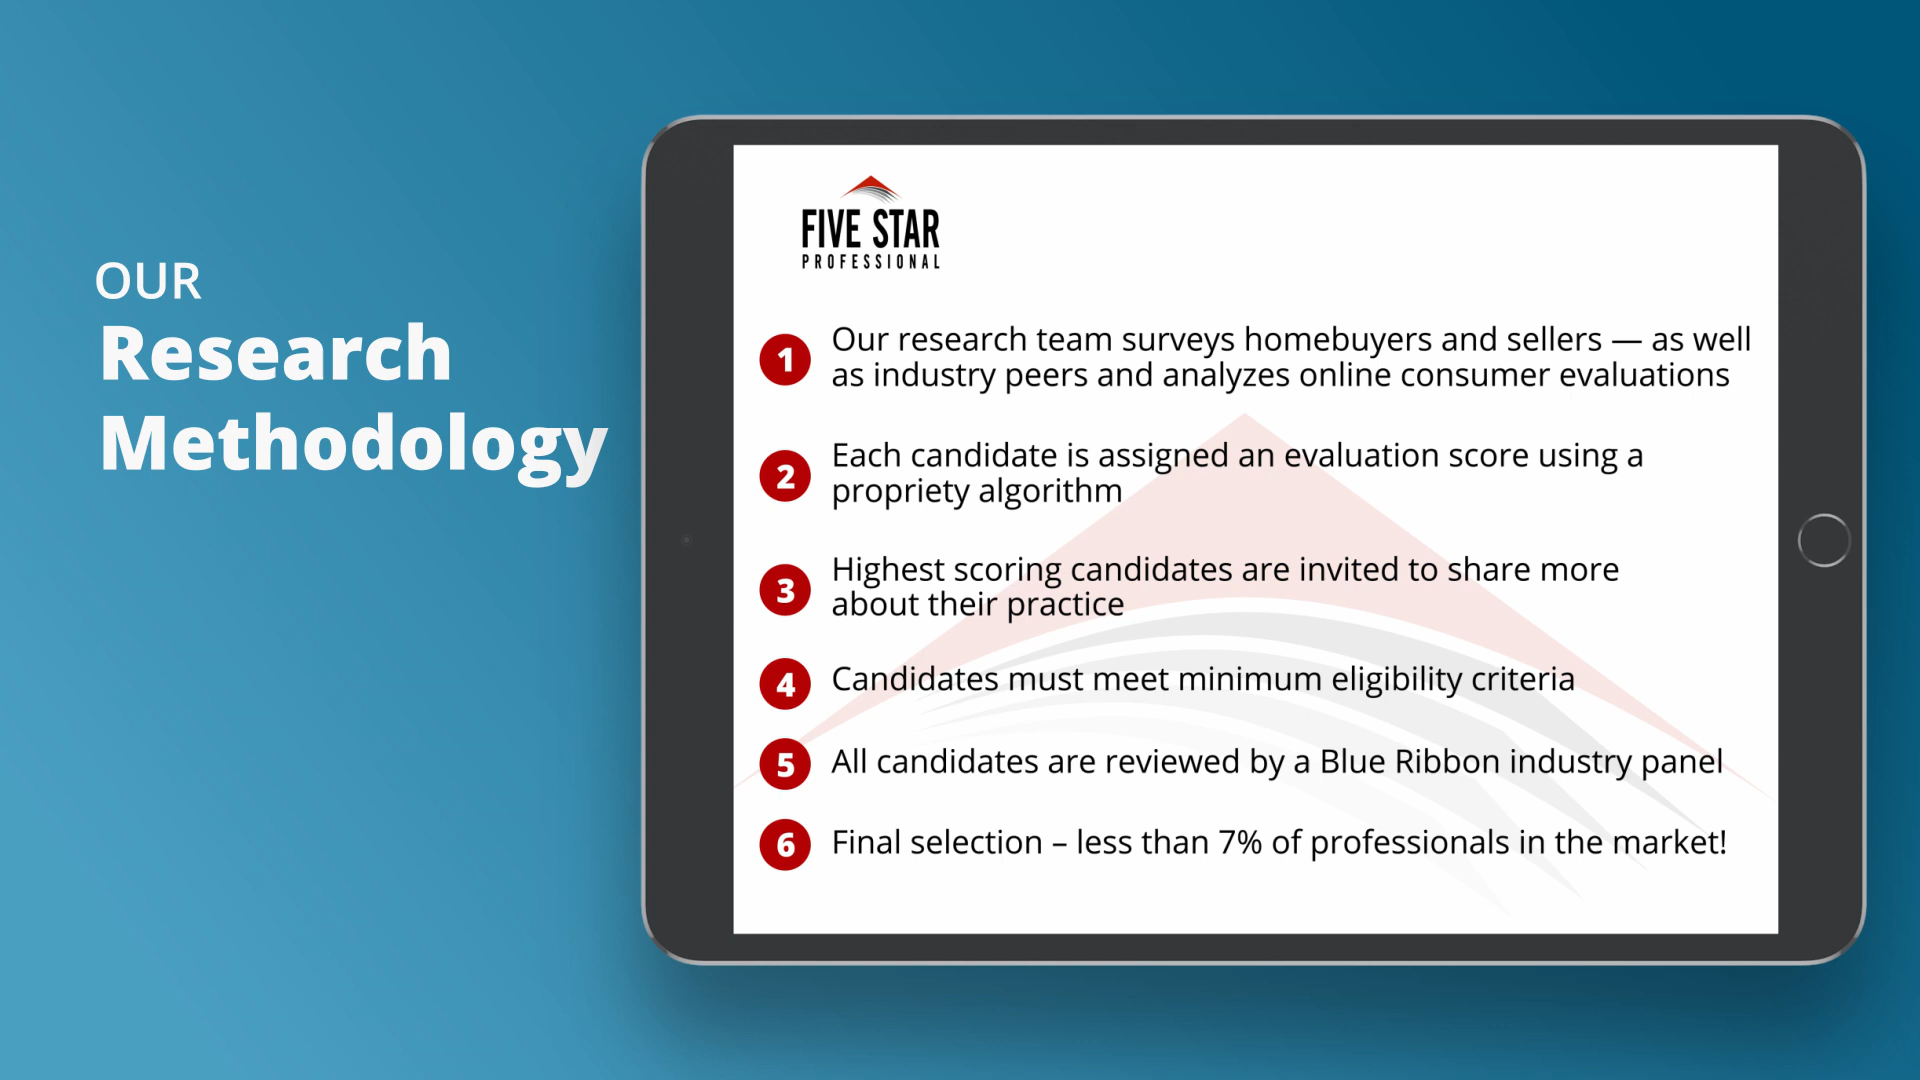 OUR
Research
Methodology
FIVE STAR
PROFESSIONAL
1 Our research team surveys homebuyers and sellers — as well
as industry peers and analyzes online consumer evaluations
2 Each candidate is assigned an evaluation score using a
propriety algorithm
3 Highest scoring candidates are invited to share more
about their practice
4 Candidates must meet minimum eligibility criteria
5 All candidates are reviewed by a Blue Ribbon industry panel
6 Final selection – less than 7% of professionals in the market!